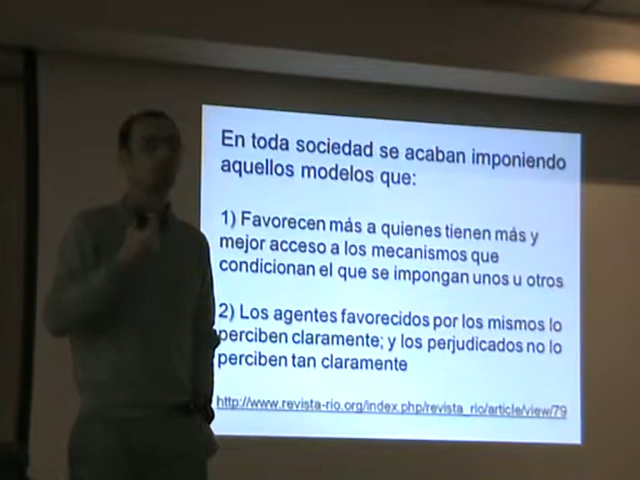 En toda sociedad se acaban imponiendo
aquellos modelos que:
1) Favorecen más a quienes tienen más y
mejor acceso a los mecanismos que
condicionan el que se impongan unos u otros
2) Los agentes favorecidos por los mismos lo
perciben claramente; y los perjudicados no lo
perciben tan claramente
http://www.revista-rio.org/index.php/revista_rio/article/view/79